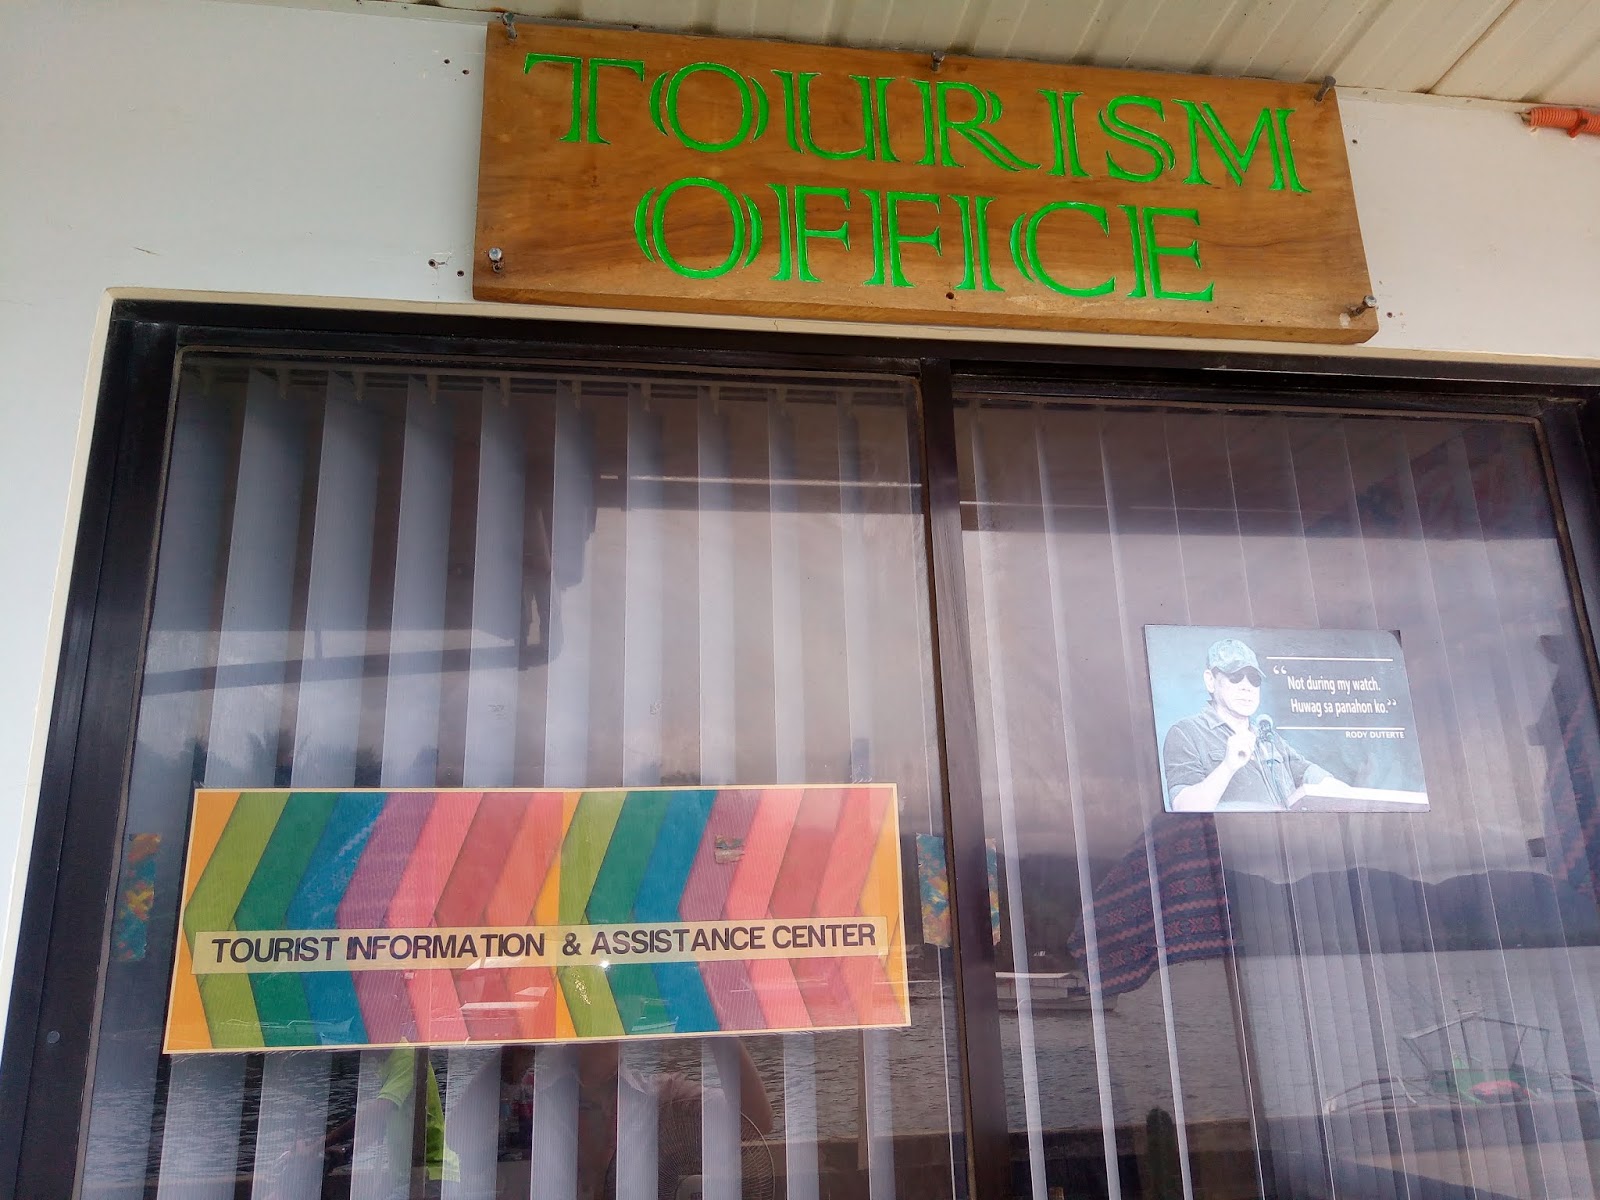 TOURISM
OFFICE
TOURIST INFORMATION & ASSISTANCE CENTER
“Not during my watch.
Huwag sa panahon ko.”
RODY DUTERTE